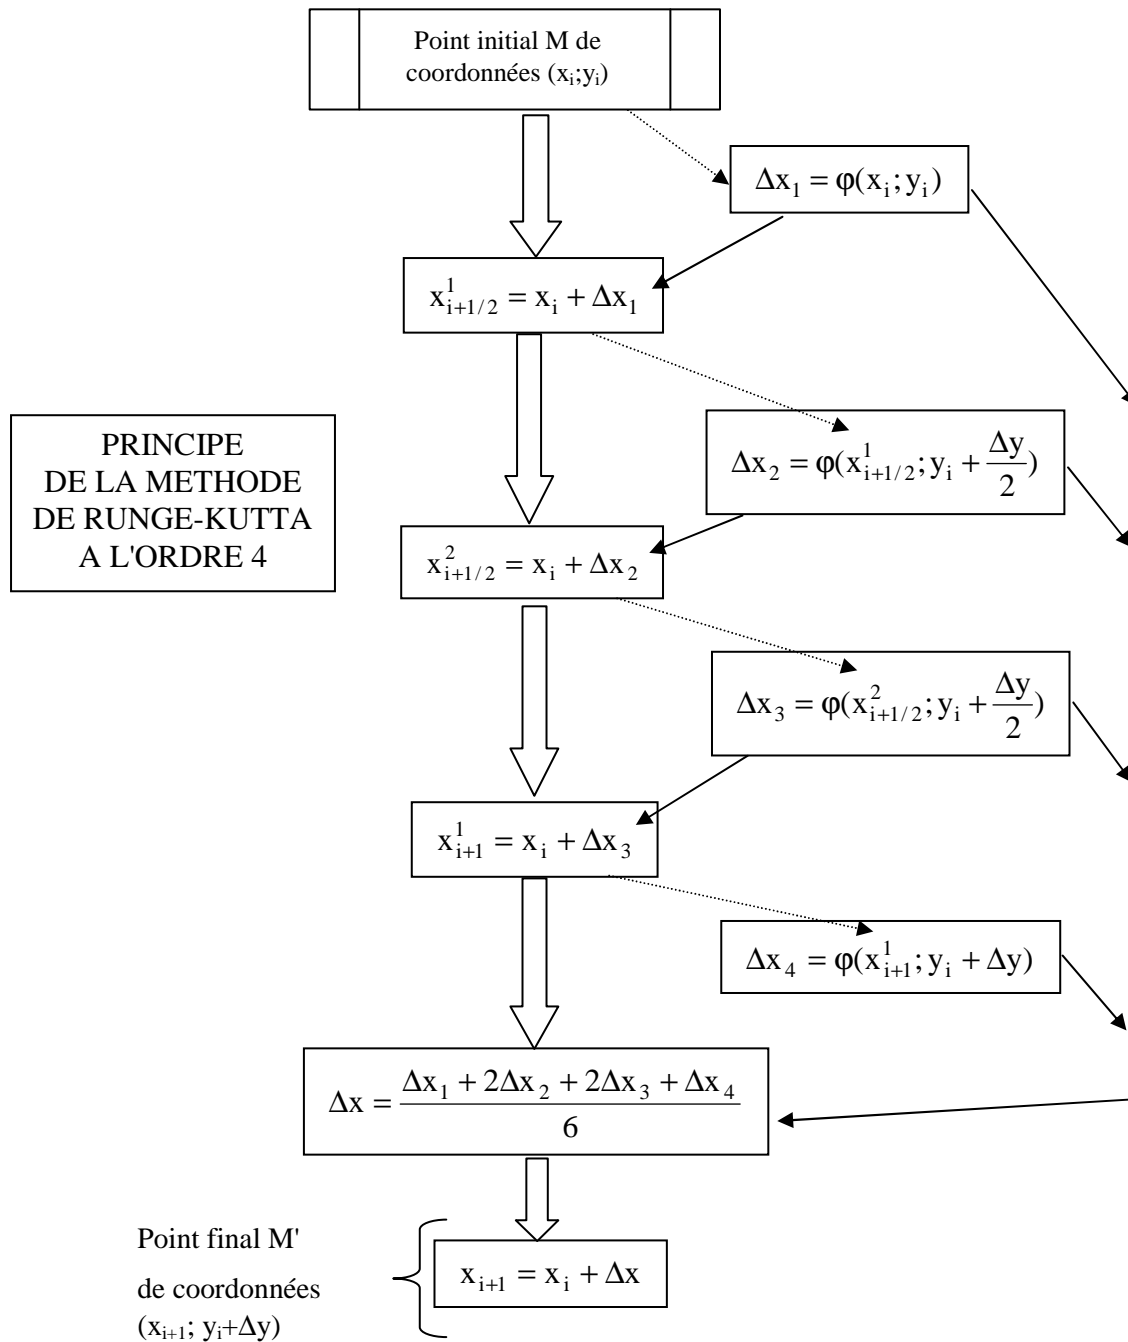 Point initial M de
coordonnées (xᵢ;yᵢ)
Δx₁ = φ(xᵢ; yᵢ)
x¹ᵢ₊₁/₂ = xᵢ + Δx₁
PRINCIPE
DE LA METHODE
DE RUNGE-KUTTA
A L'ORDRE 4
Δx₂ = φ(x¹ᵢ₊₁/₂; yᵢ + Δy/2)
x²ᵢ₊₁/₂ = xᵢ + Δx₂
Δx₃ = φ(x²ᵢ₊₁/₂; yᵢ + Δy/2)
x¹ᵢ₊₁ = xᵢ + Δx₃
Δx₄ = φ(x¹ᵢ₊₁; yᵢ + Δy)
Δx = (Δx₁ + 2Δx₂ + 2Δx₃ + Δx₄)/6
Point final M'
de coordonnées
(xᵢ₊₁; yᵢ+Δy)
xᵢ₊₁ = xᵢ + Δx